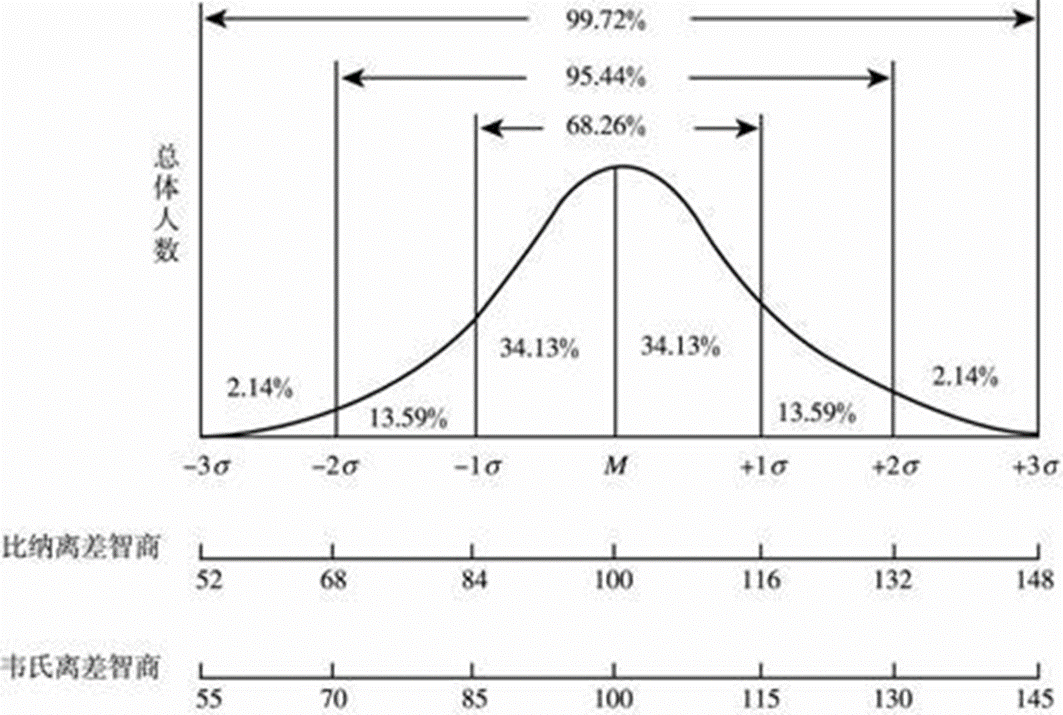 99.72%
95.44%
68.26%
总体人数
34.13% 34.13%
2.14% 2.14%
13.59% 13.59%
-3σ -2σ -1σ M +1σ +2σ +3σ
比纳离差智商
52 68 84 100 116 132 148
韦氏离差智商
55 70 85 100 115 130 145